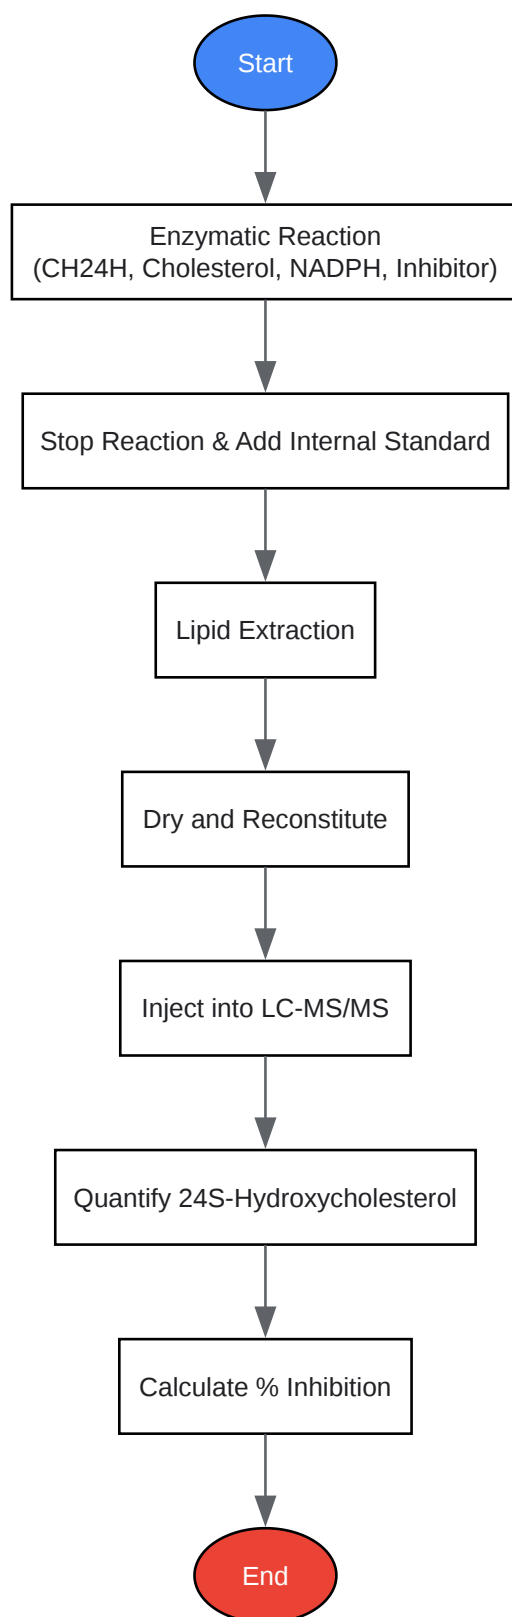 Start
Enzymatic Reaction
(CH24H, Cholesterol, NADPH, Inhibitor)
Stop Reaction & Add Internal Standard
Lipid Extraction
Dry and Reconstitute
Inject into LC-MS/MS
Quantify 24S-Hydroxycholesterol
Calculate % Inhibition
End